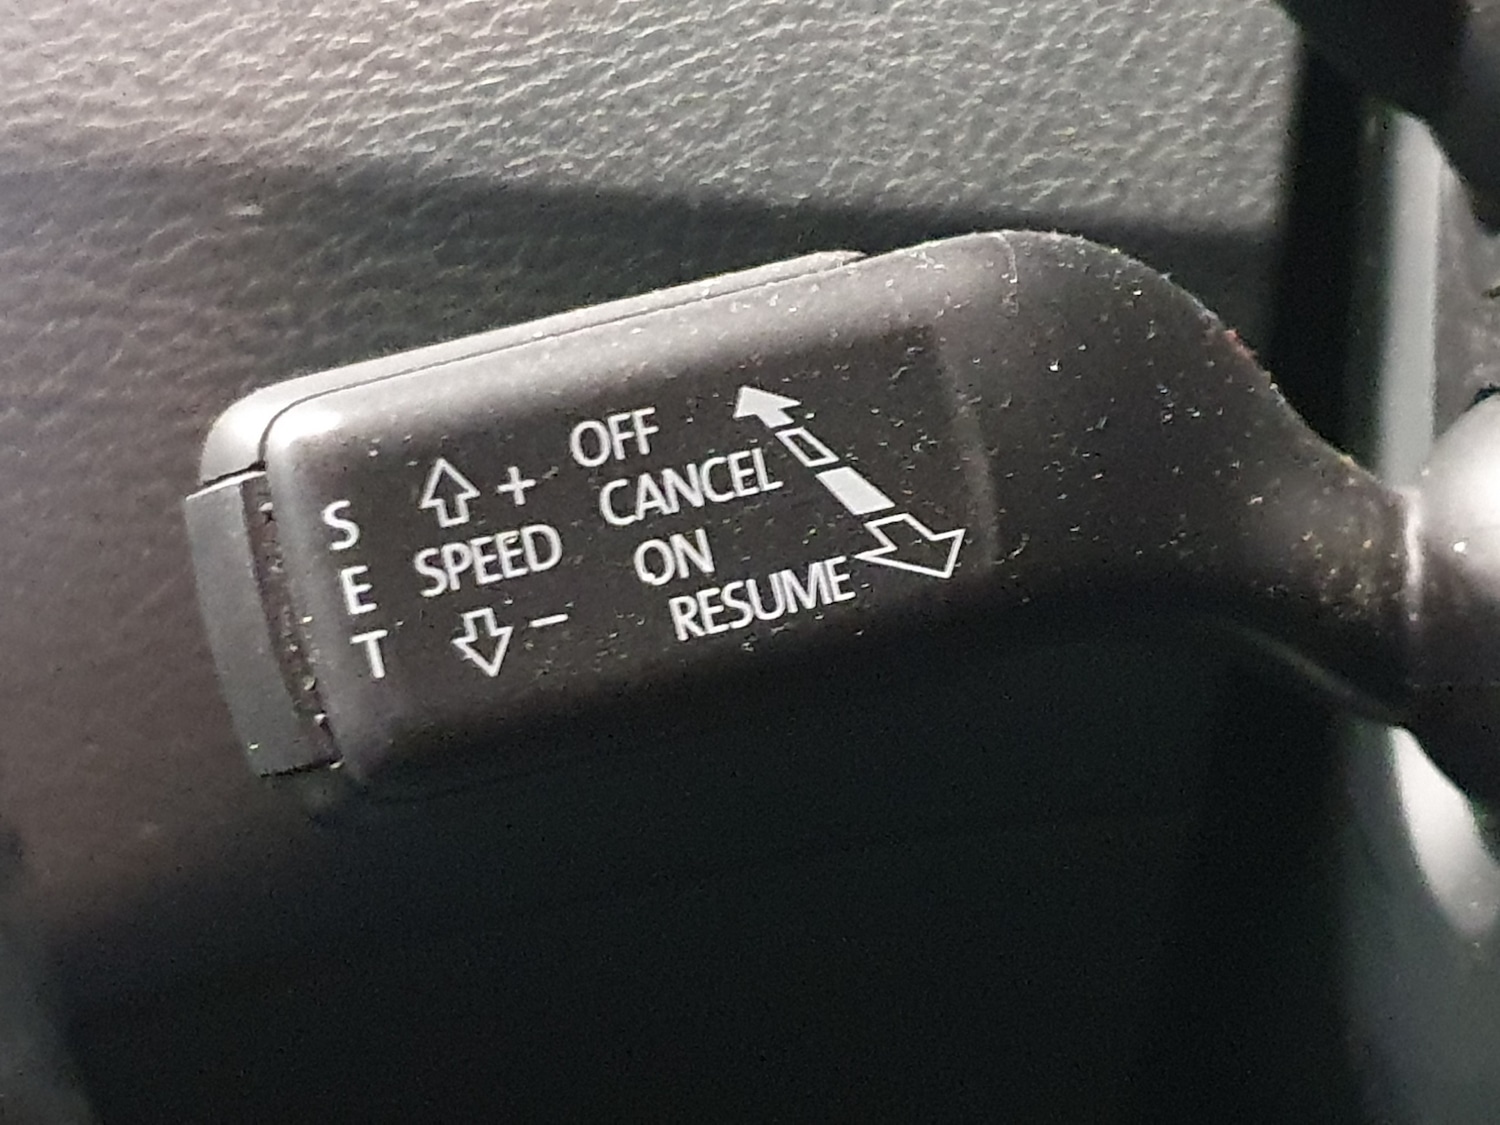 OFF
CANCEL
ON
RESUME
+
SPEED
−
S
E
T